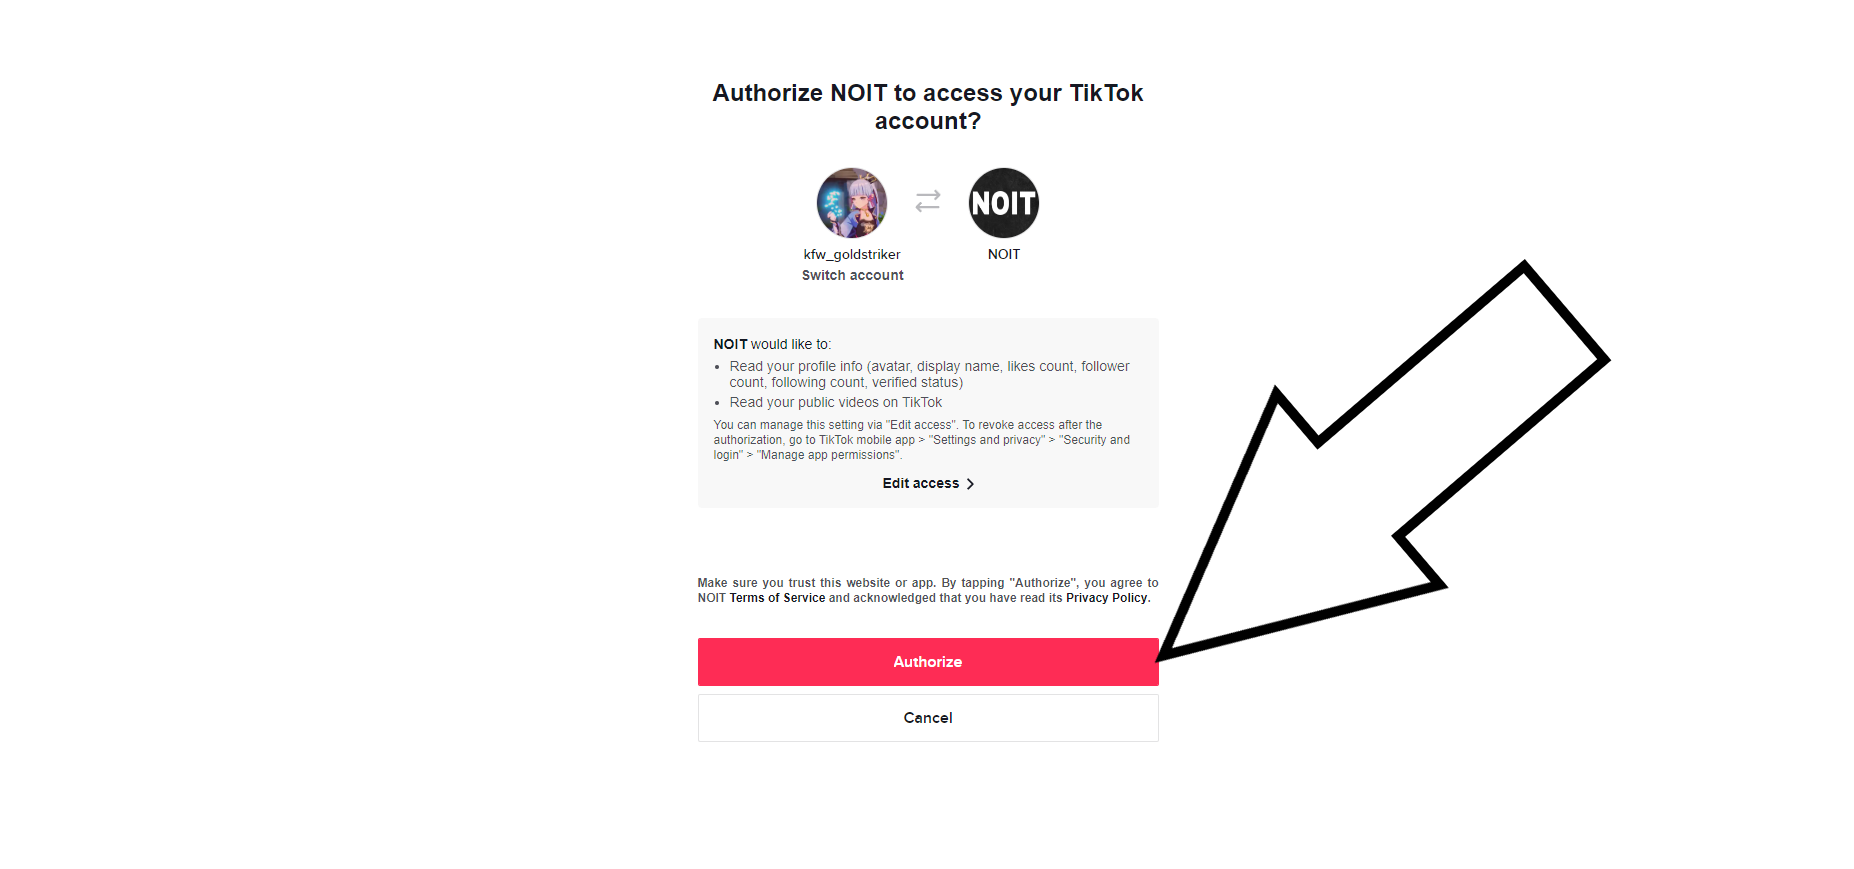 Authorize NOIT to access your TikTok
account?
NOIT
kfw_goldstriker
NOIT
Switch account
NOIT would like to:
• Read your profile info (avatar, display name, likes count, follower
count, following count, verified status)
• Read your public videos on TikTok
You can manage this setting via "Edit access". To revoke access after the
authorization, go to TikTok mobile app > "Settings and privacy" > "Security and
login" > "Manage app permissions".
Edit access >
Make sure you trust this website or app. By tapping "Authorize", you agree to
NOIT Terms of Service and acknowledged that you have read its Privacy Policy.
Authorize
Cancel